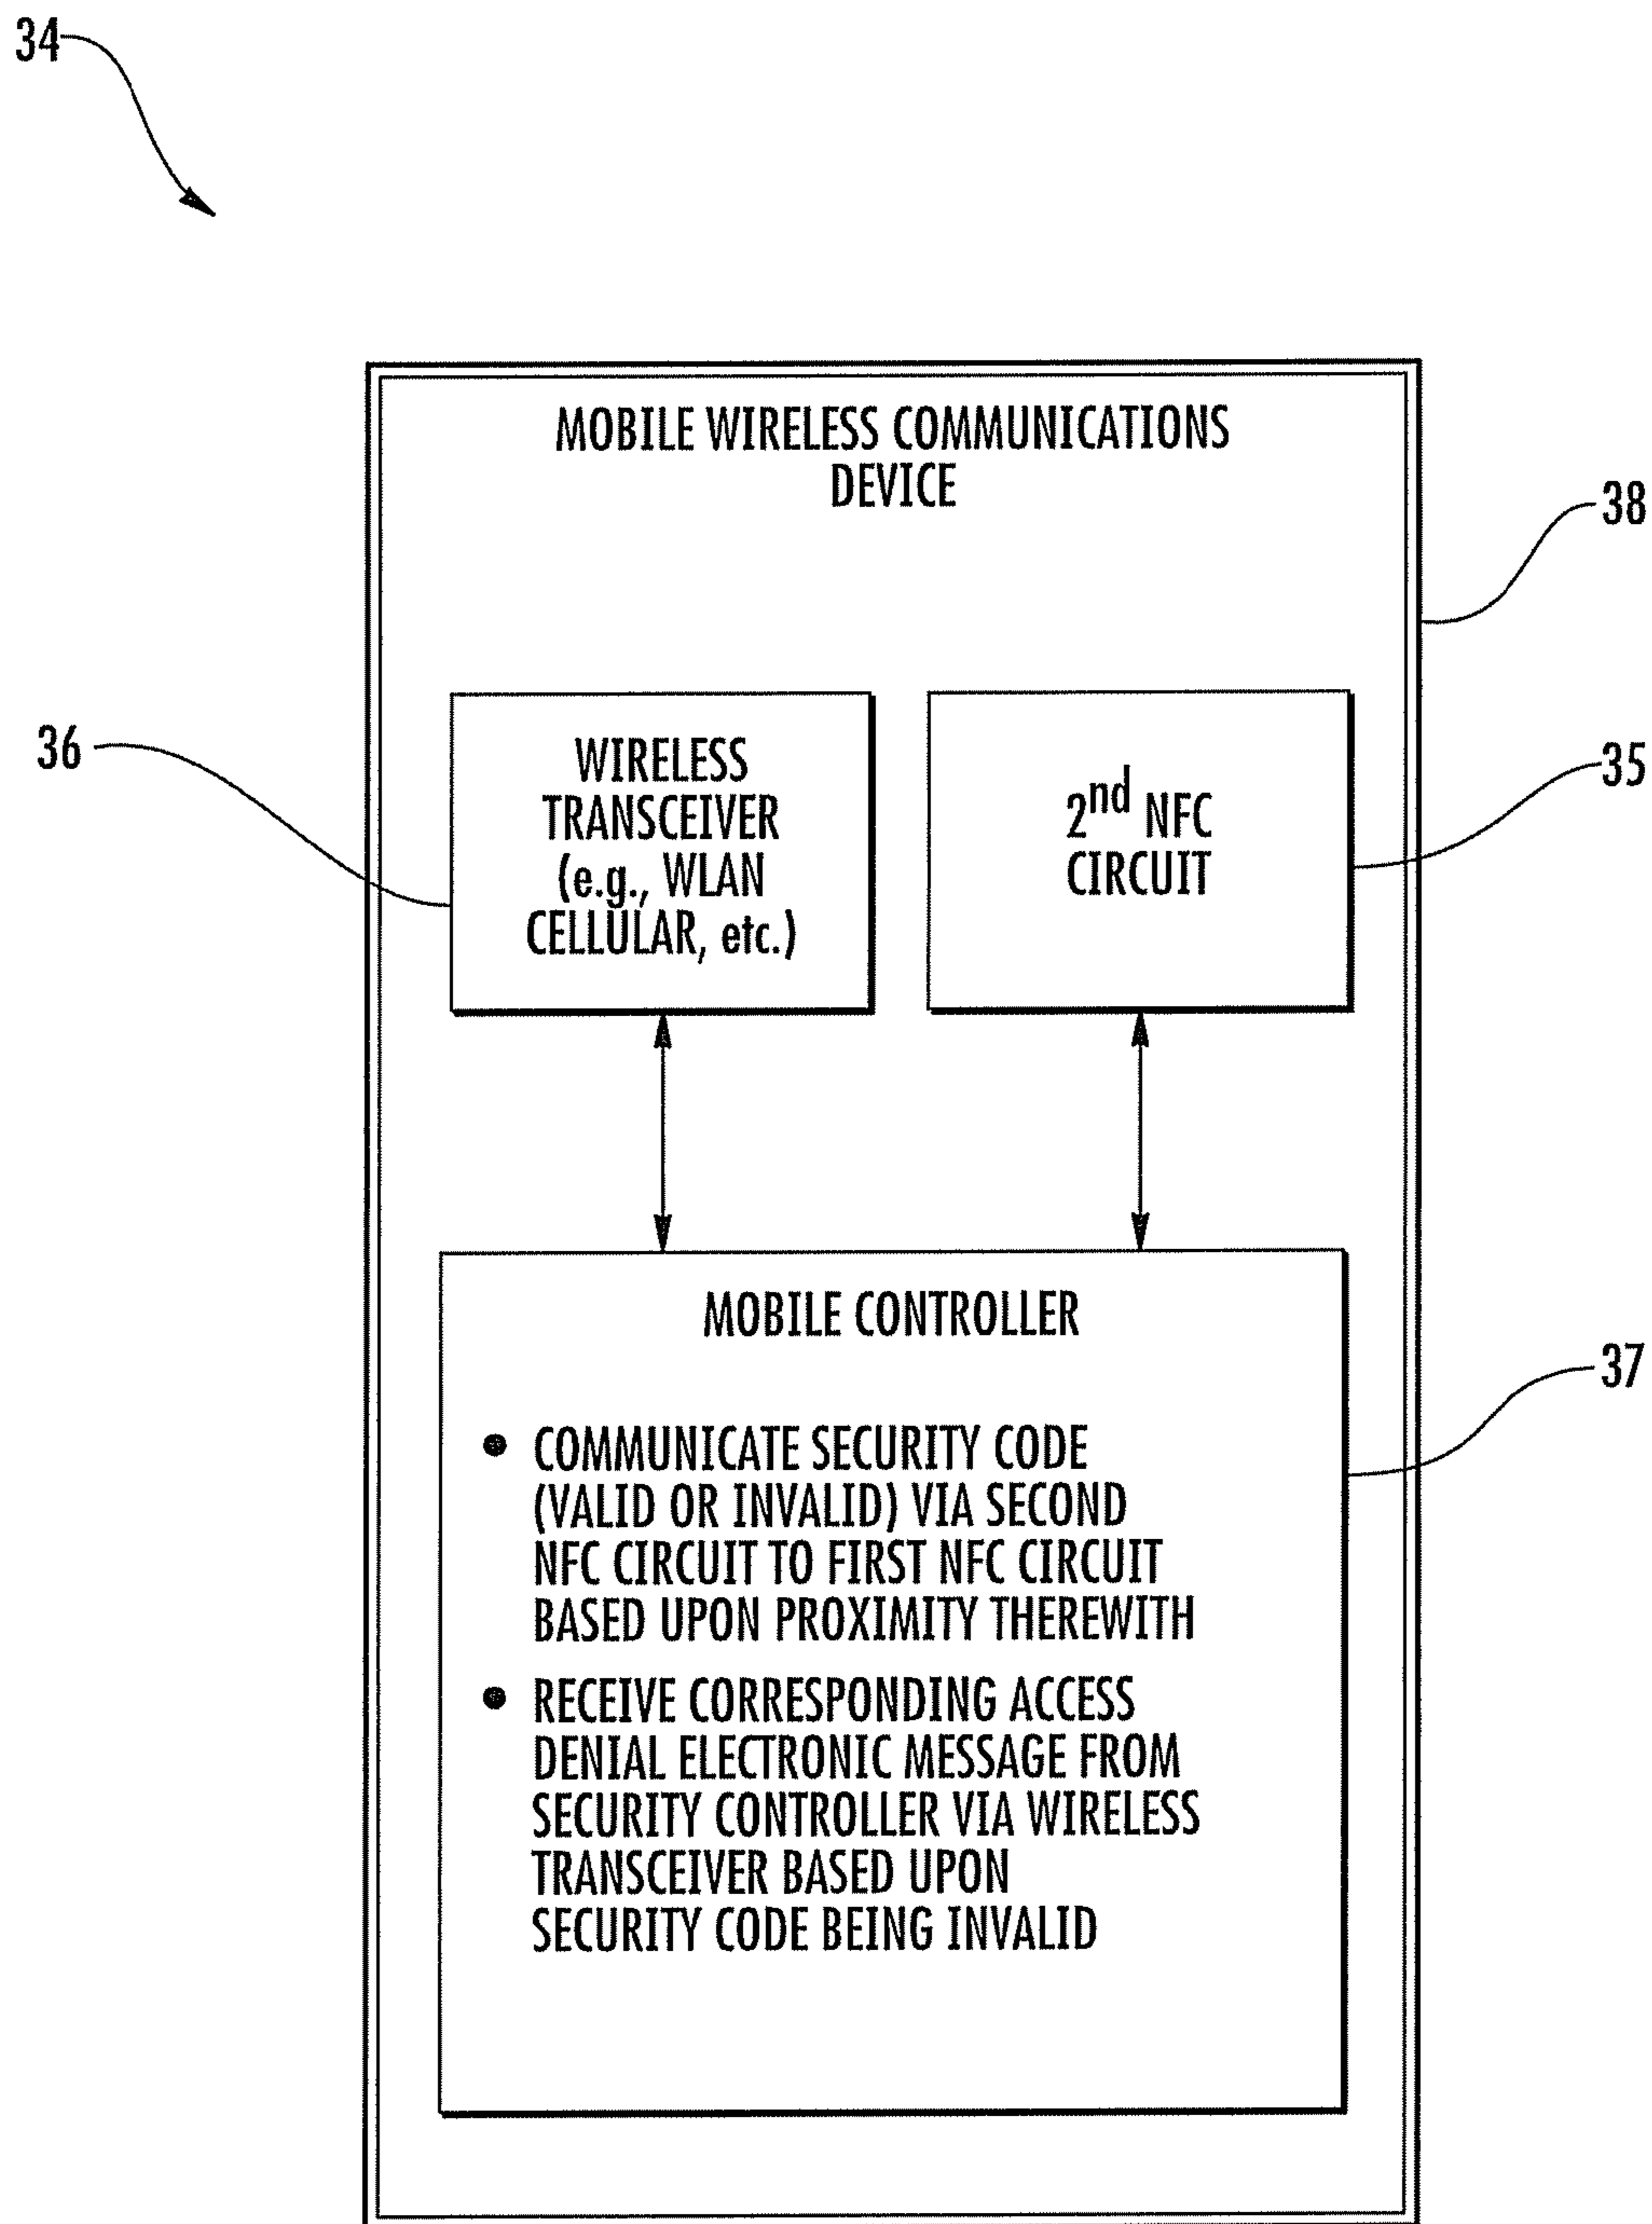 34
MOBILE WIRELESS COMMUNICATIONS
DEVICE
38
36
WIRELESS
TRANSCEIVER
(e.g., WLAN
CELLULAR, etc.)
2nd NFC
CIRCUIT
35
MOBILE CONTROLLER
37
• COMMUNICATE SECURITY CODE
(VALID OR INVALID) VIA SECOND
NFC CIRCUIT TO FIRST NFC CIRCUIT
BASED UPON PROXIMITY THEREWITH
• RECEIVE CORRESPONDING ACCESS
DENIAL ELECTRONIC MESSAGE FROM
SECURITY CONTROLLER VIA WIRELESS
TRANSCEIVER BASED UPON
SECURITY CODE BEING INVALID